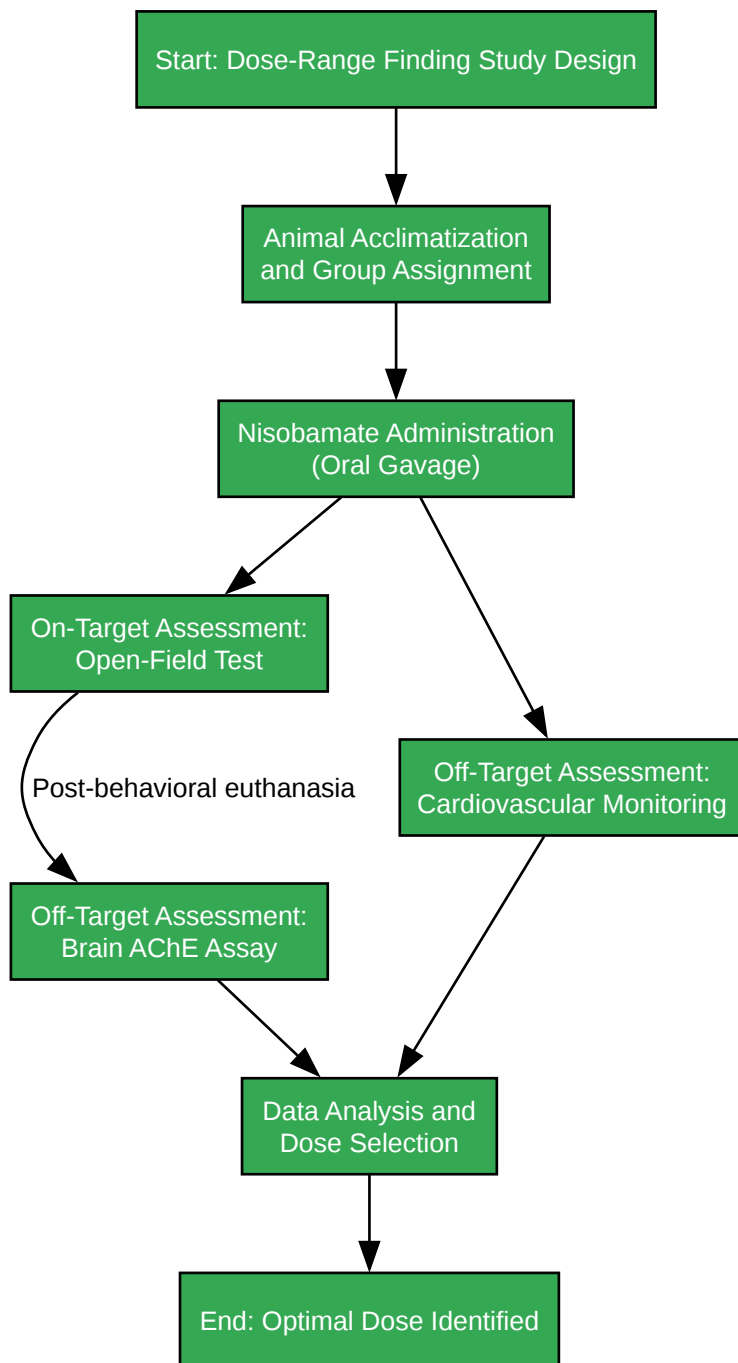 Start: Dose-Range Finding Study Design
Animal Acclimatization
and Group Assignment
Nisobamate Administration
(Oral Gavage)
On-Target Assessment:
Open-Field Test
Off-Target Assessment:
Cardiovascular Monitoring
Post-behavioral euthanasia
Off-Target Assessment:
Brain AChE Assay
Data Analysis and
Dose Selection
End: Optimal Dose Identified